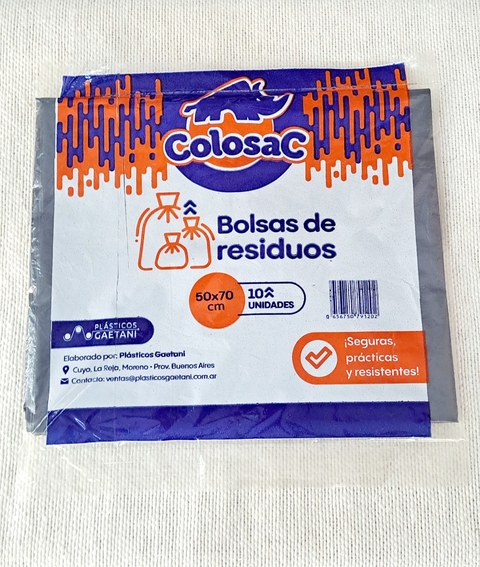 ColosaC
Bolsas de
residuos
50x70
cm
10
UNIDADES
PLÁSTICOS
GAETANI
Elaborado por: Plásticos Gaetani
Cuyo, La Reja, Moreno - Prov. Buenos Aires
Contacto: ventas@plasticosgaetani.com.ar
¡Seguras,
prácticas
y resistentes!